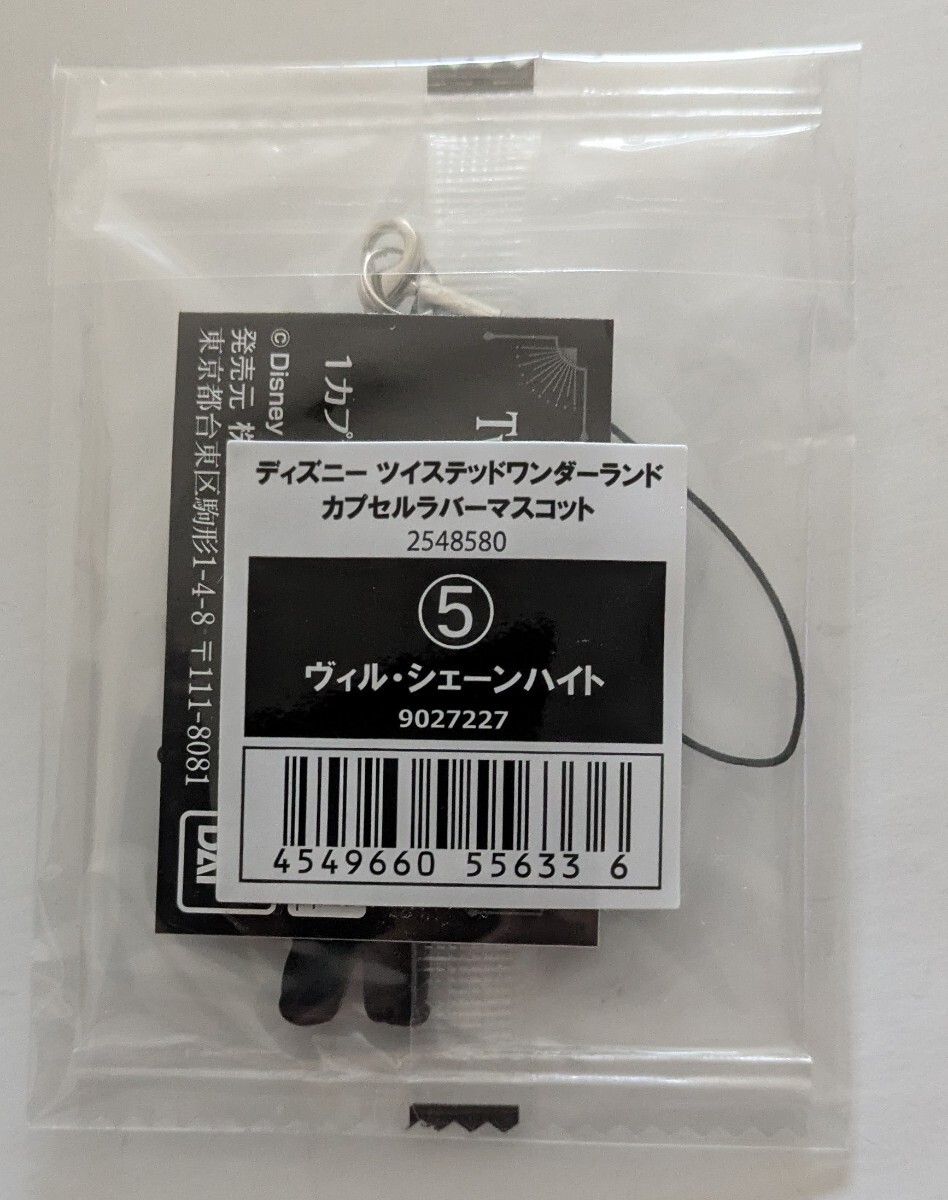 ディズニー ツイステッドワンダーランド
カプセルラバーマスコット
2548580
⑤
ヴィル・シェーンハイト
9027227
4549660 55633 6
1カプ
© Disney
発売元 株
東京都台東区駒形1-4-8 〒111-8081